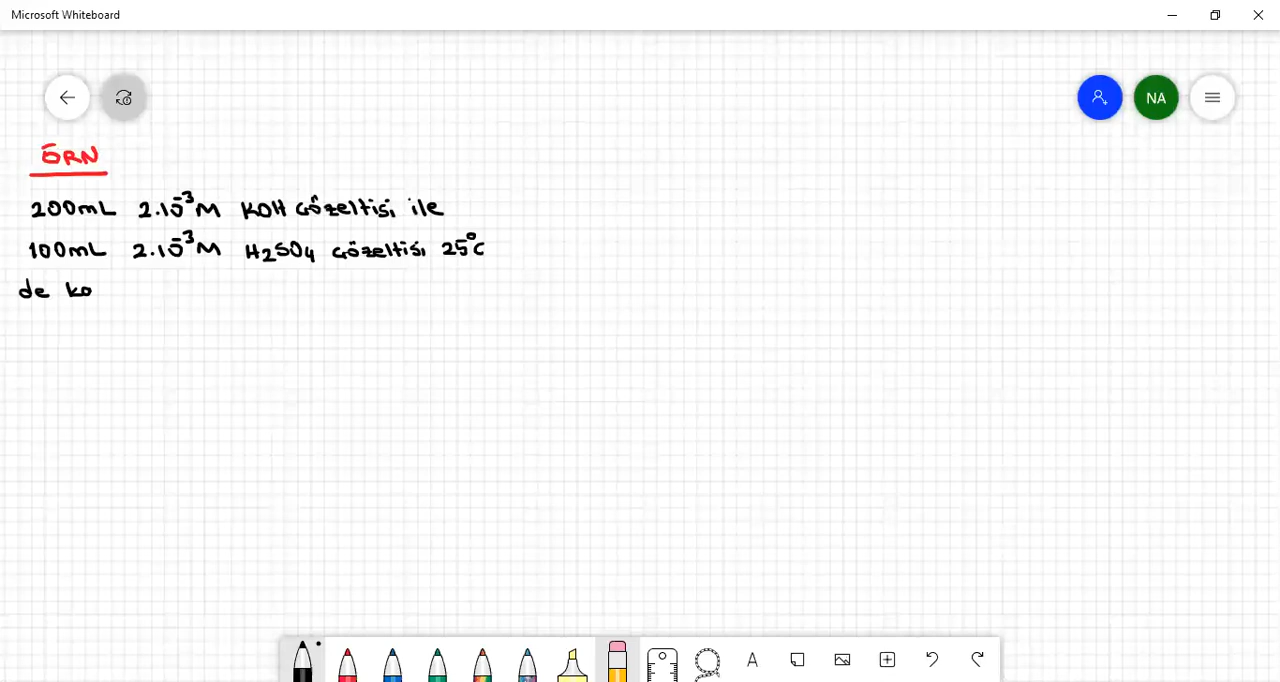 Microsoft Whiteboard
NA
ÖRN
200mL 2.10⁻³M KOH çözeltisi ile
100mL 2.10⁻³M H2SO4 çözeltisi 25°C
de ko
A